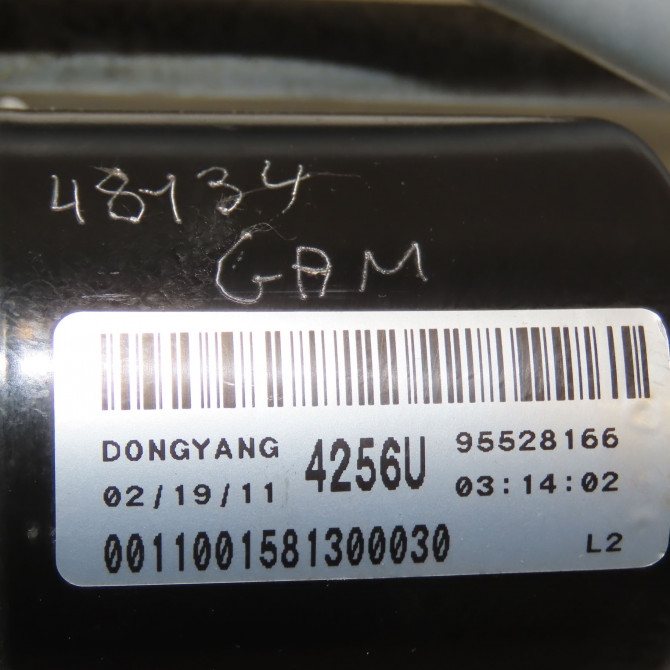 48134
GAM
DONGYANG 4256U 95528166
02/19/11 03:14:02
0011001581300030 L2